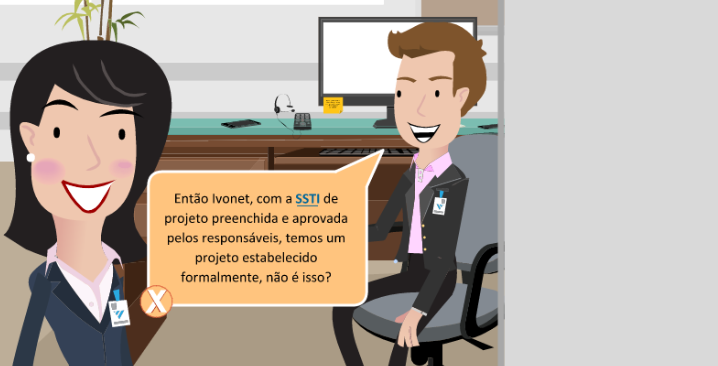 Então Ivonet, com a SSTI de
projeto preenchida e aprovada
pelos responsáveis, temos um
projeto estabelecido
formalmente, não é isso?
X